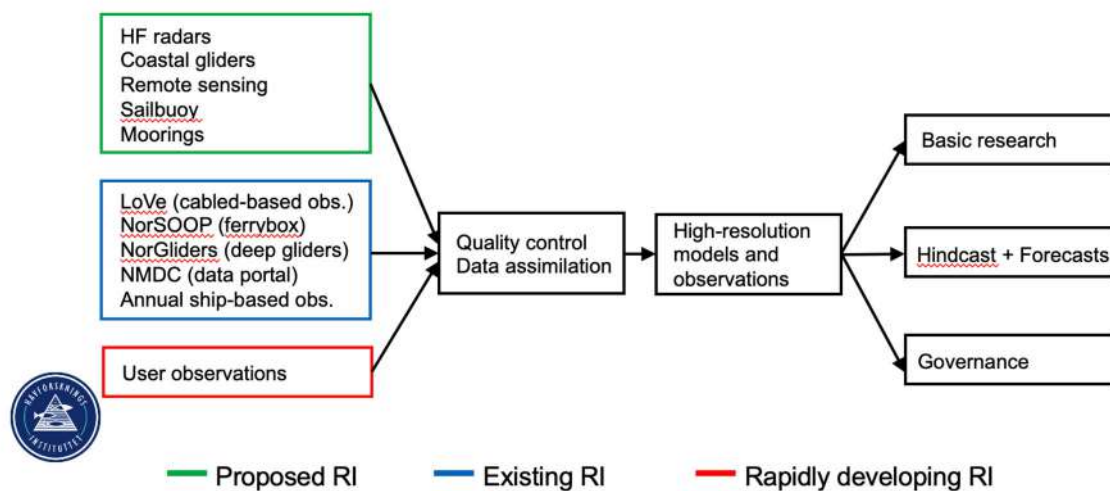 HF radars
Coastal gliders
Remote sensing
Sailbuoy
Moorings
LoVe (cabled-based obs.)
NorSOOP (ferrybox)
NorGliders (deep gliders)
NMDC (data portal)
Annual ship-based obs.
User observations
Quality control
Data assimilation
High-resolution
models and
observations
Basic research
Hindcast + Forecasts
Governance
HAVFORSKNINGS
INSTITUTTET
Proposed RI
Existing RI
Rapidly developing RI